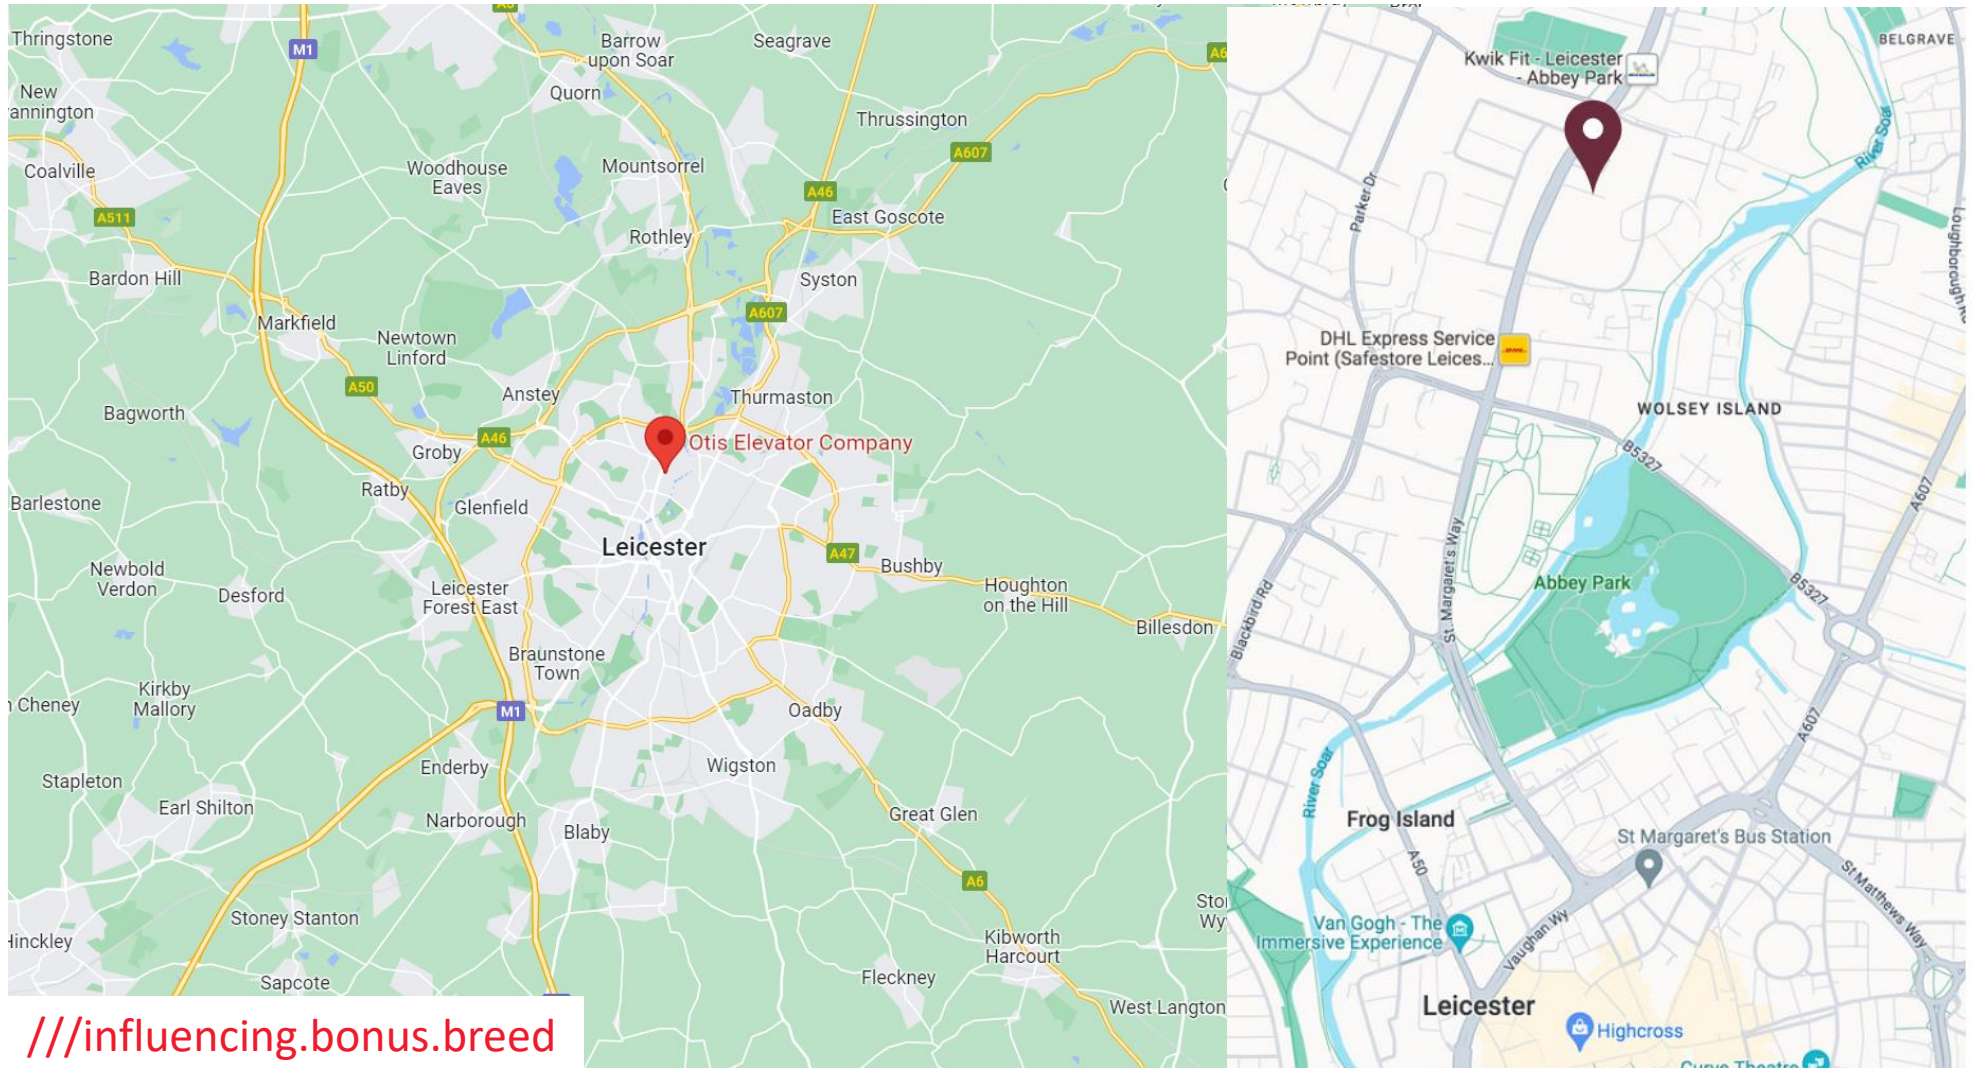 Thringstone
M1
A6
Barrow
upon Soar
Seagrave
A6
New
annington
Quorn
Thrussington
A607
Coalville
Woodhouse
Eaves
Mountsorrel
A46
A511
East Goscote
Rothley
Bardon Hill
Syston
Markfield
A607
Newtown
Linford
A50
Anstey
Thurmaston
Bagworth
A46
Otis Elevator Company
Groby
Ratby
Barlestone
Glenfield
Leicester
A47
Bushby
Newbold
Verdon
Desford
Leicester
Forest East
Houghton
on the Hill
Billesdon
Braunstone
Town
Kirkby
Mallory
Cheney
M1
Oadby
Enderby
Wigston
Stapleton
Earl Shilton
Narborough
Blaby
Great Glen
A6
Stoney Stanton
Hinckley
Kibworth
Harcourt
Sapcote
Fleckney
West Langton
///influencing.bonus.breed
BELGRAVE
Kwik Fit - Leicester
- Abbey Park
River Soar
Parker Dr
Loughborough Rd
DHL Express Service
Point (Safestore Leices...
WOLSEY ISLAND
B5327
A607
St. Margaret's Way
Abbey Park
B5327
Blackbird Rd
A607
River Soar
Frog Island
St Margaret's Bus Station
A50
St Matthews Way
Van Gogh - The
Immersive Experience
Vaughan Wy
Leicester
Highcross
Curve Theatre